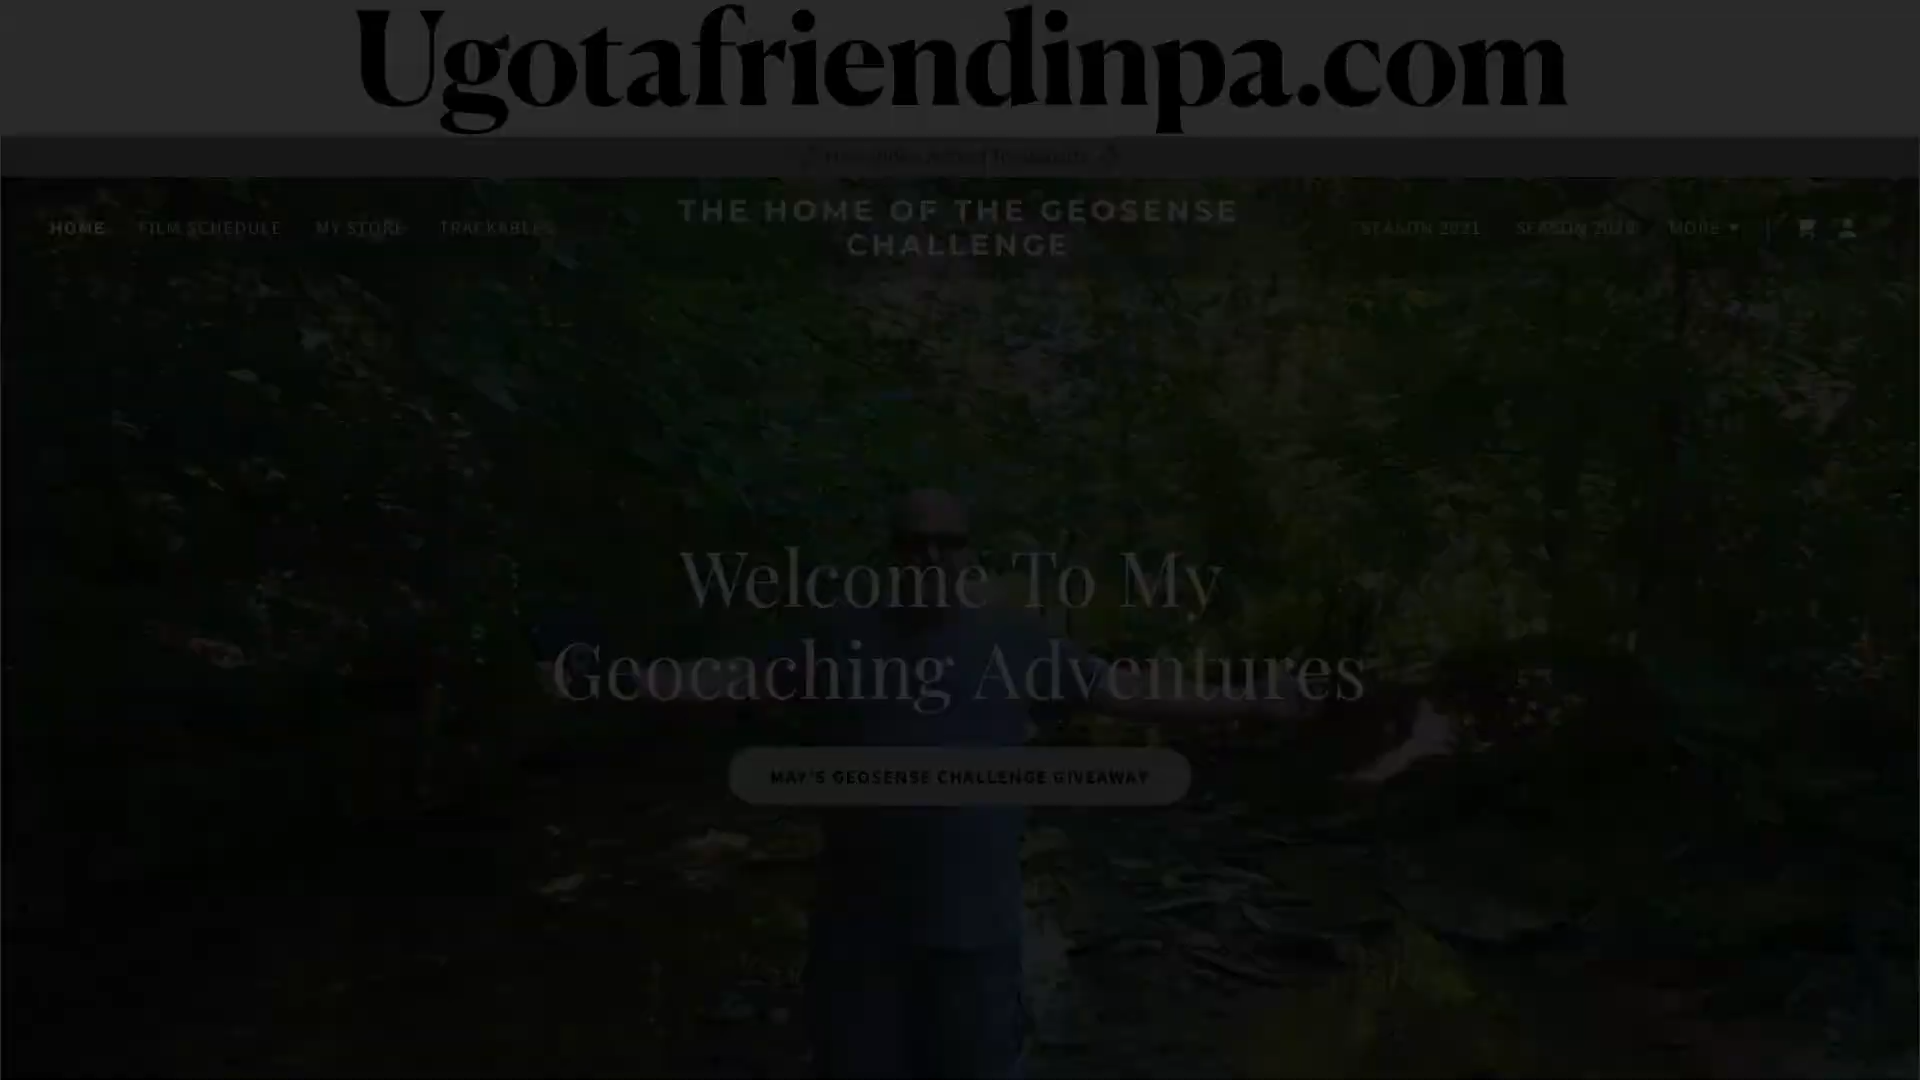 Ugotafriendinpa.com
HOME FILM SCHEDULE MY STORE TRACKABLES
THE HOME OF THE GEOSENSE
CHALLENGE
SEASON 2021 SEASON MORE
Welcome To My
Geocaching Adventures
MAY'S GEOSENSE CHALLENGE GIVEAWAY